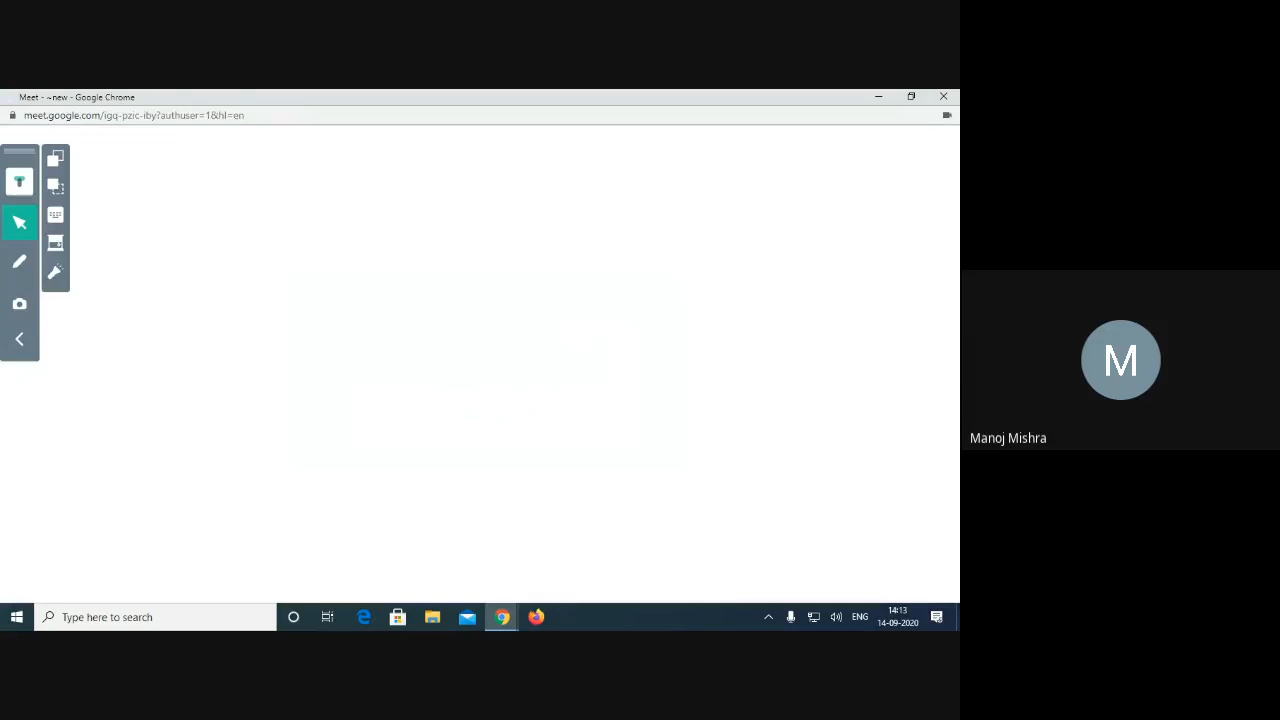 Meet - ~new - Google Chrome
meet.google.com/igq-pzic-iby?authuser=1&hl=en
T
M
Manoj Mishra
Type here to search
ENG
14:13
14-09-2020